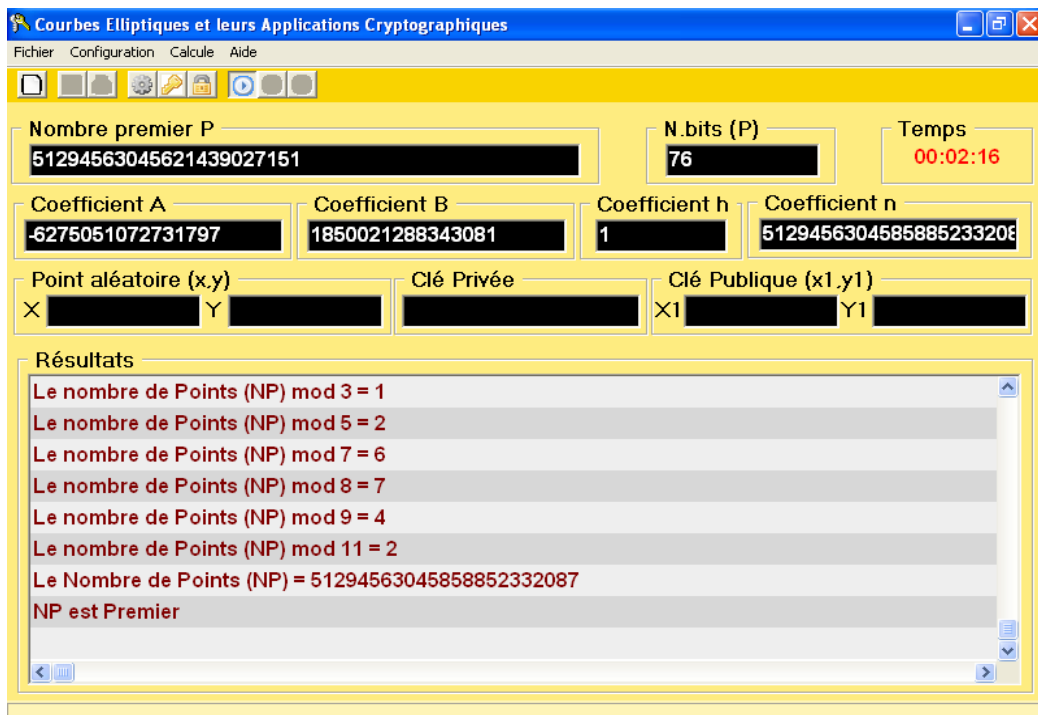 Courbes Elliptiques et leurs Applications Cryptographiques
Fichier Configuration Calcule Aide
Nombre premier P N.bits (P) Temps
51294563045621439027151 76 00:02:16
Coefficient A Coefficient B Coefficient h Coefficient n
-6275051072731797 1850021288343081 1 5129456304585885233208
Point aléatoire (x,y) Clé Privée Clé Publique (x1,y1)
X Y X1 Y1
Résultats
Le nombre de Points (NP) mod 3 = 1
Le nombre de Points (NP) mod 5 = 2
Le nombre de Points (NP) mod 7 = 6
Le nombre de Points (NP) mod 8 = 7
Le nombre de Points (NP) mod 9 = 4
Le nombre de Points (NP) mod 11 = 2
Le Nombre de Points (NP) = 51294563045858852332087
NP est Premier